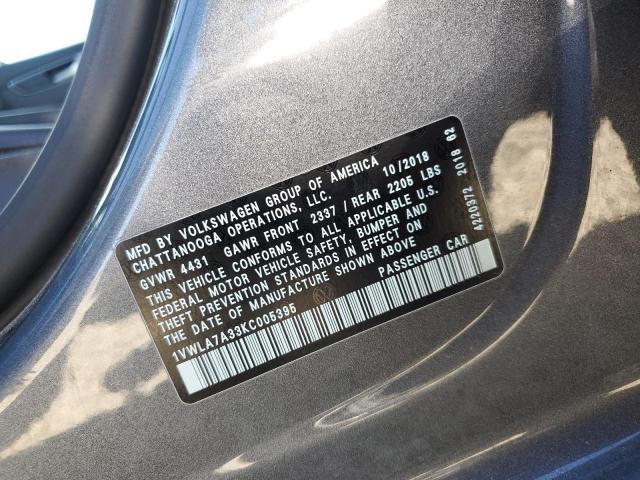 MFD BY VOLKSWAGEN GROUP OF AMERICA
CHATTANOOGA OPERATIONS, LLC. 10/2018
GVWR 4431 GAWR FRONT 2337 / REAR 2205 LBS
THIS VEHICLE CONFORMS TO ALL APPLICABLE U.S.
FEDERAL MOTOR VEHICLE SAFETY, BUMPER AND
THEFT PREVENTION STANDARDS IN EFFECT ON
THE DATE OF MANUFACTURE SHOWN ABOVE
1VWLA7A33KC005395 PASSENGER CAR
4220372 2018 62